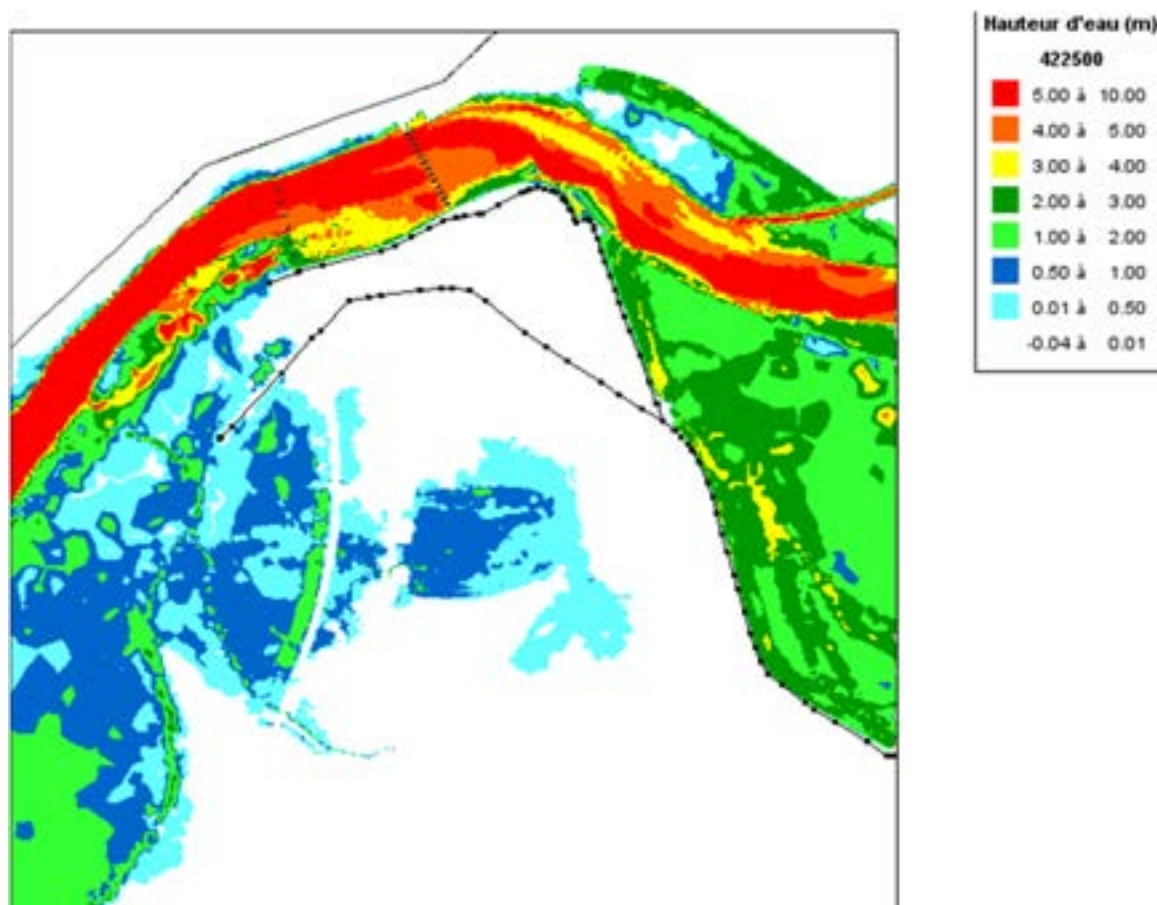 Hauteur d'eau (m)
422500
5.00 à 10.00
4.00 à 5.00
3.00 à 4.00
2.00 à 3.00
1.00 à 2.00
0.50 à 1.00
0.01 à 0.50
-0.04 à 0.01